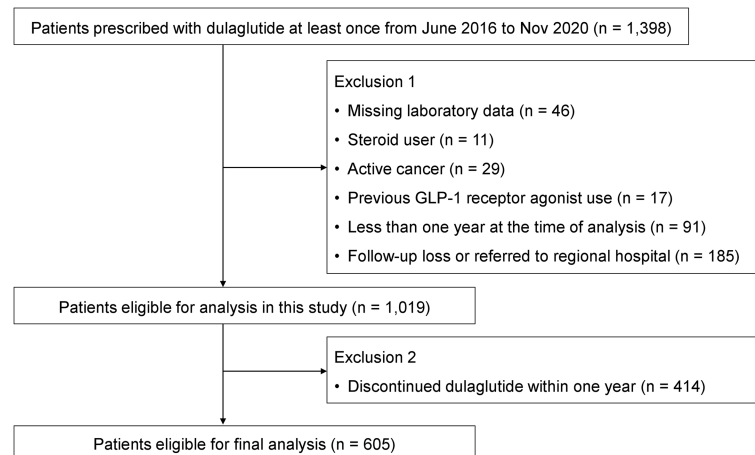 Patients prescribed with dulaglutide at least once from June 2016 to Nov 2020 (n = 1,398)
Exclusion 1
• Missing laboratory data (n = 46)
• Steroid user (n = 11)
• Active cancer (n = 29)
• Previous GLP-1 receptor agonist use (n = 17)
• Less than one year at the time of analysis (n = 91)
• Follow-up loss or referred to regional hospital (n = 185)
Patients eligible for analysis in this study (n = 1,019)
Exclusion 2
• Discontinued dulaglutide within one year (n = 414)
Patients eligible for final analysis (n = 605)